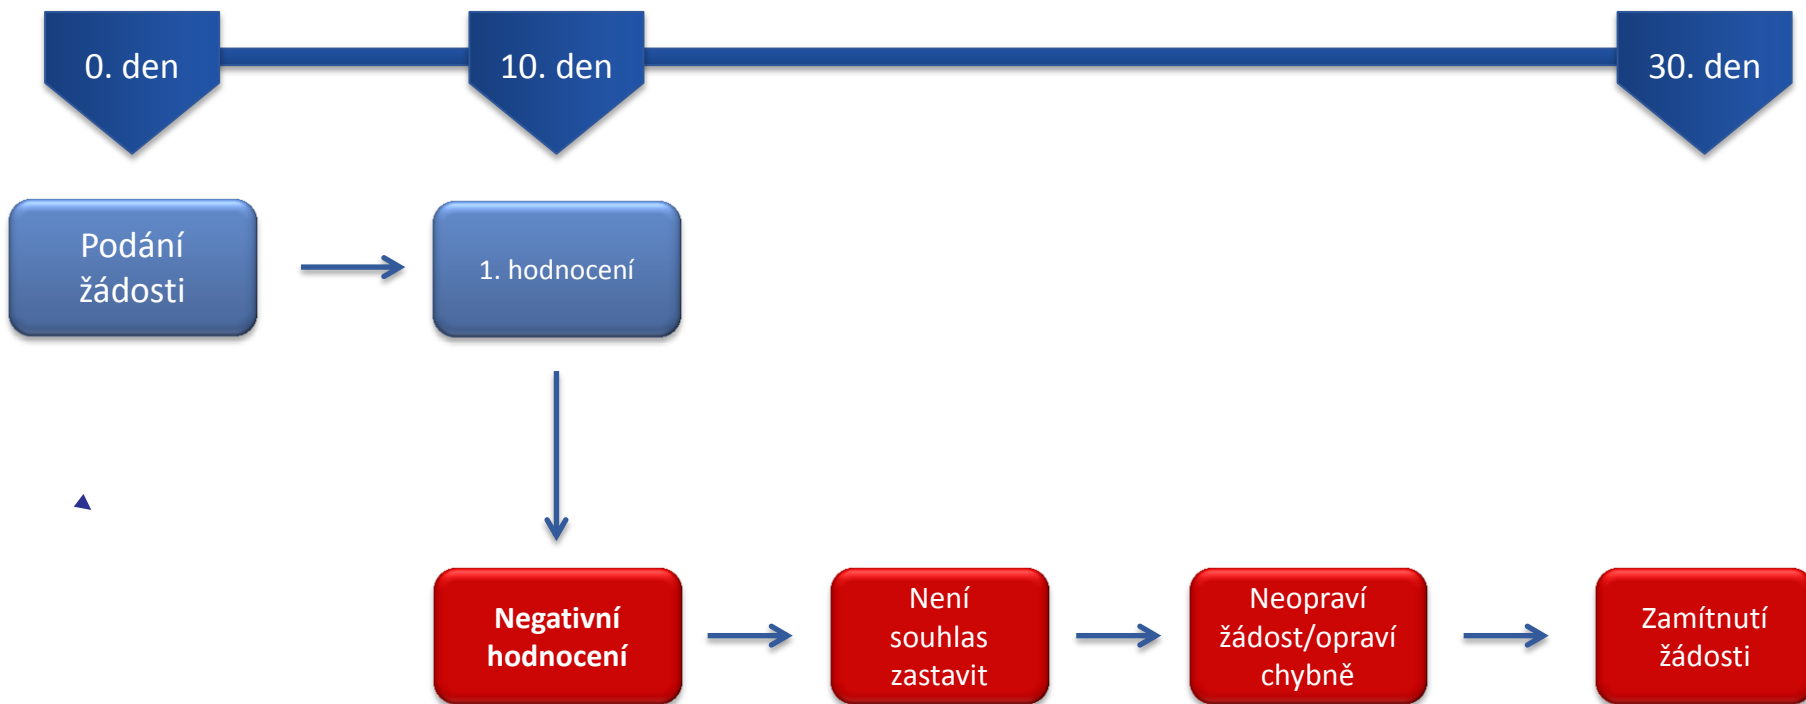 0. den
10. den
30. den
Podání
žádosti
1. hodnocení
Negativní
hodnocení
Není
souhlas
zastavit
Neopraví
žádost/opraví
chybně
Zamítnutí
žádosti